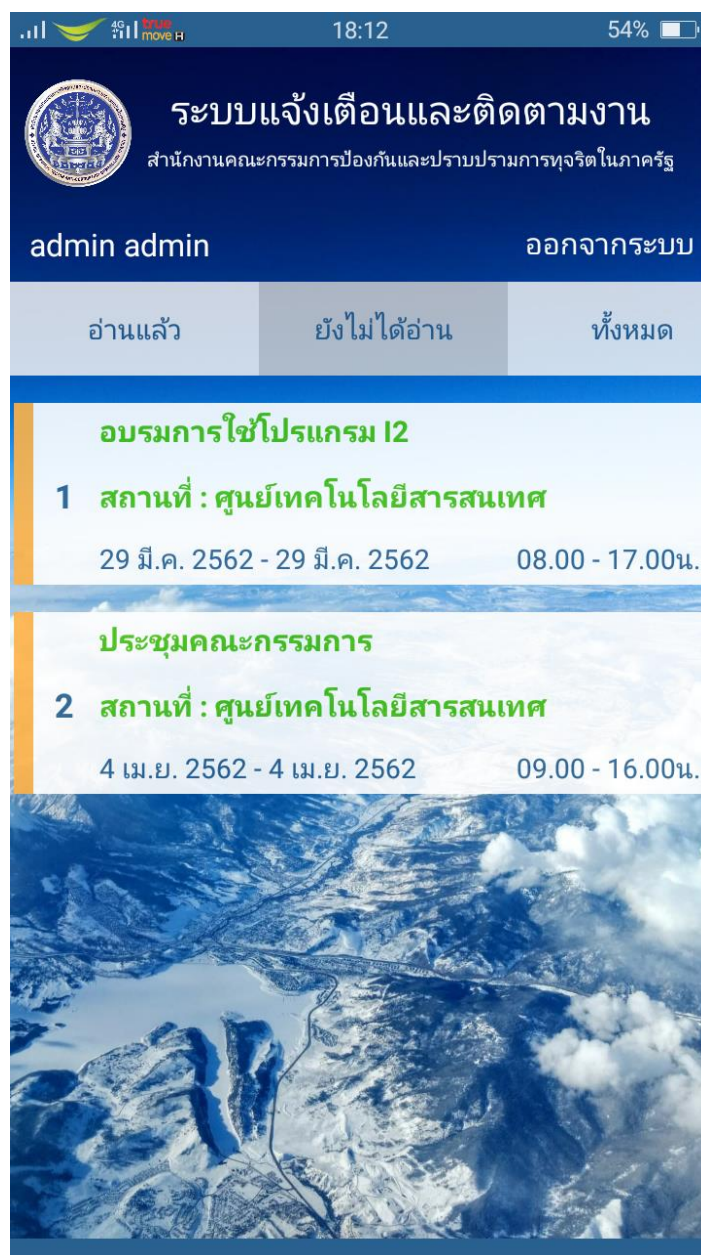 4G true
move H
18:12
54%
ระบบแจ้งเตือนและติดตามงาน
สำนักงานคณะกรรมการป้องกันและปราบปรามการทุจริตในภาครัฐ
admin admin
ออกจากระบบ
อ่านแล้ว
ยังไม่ได้อ่าน
ทั้งหมด
อบรมการใช้โปรแกรม I2
1 สถานที่ : ศูนย์เทคโนโลยีสารสนเทศ
29 มี.ค. 2562 - 29 มี.ค. 2562 08.00 - 17.00น.
ประชุมคณะกรรมการ
2 สถานที่ : ศูนย์เทคโนโลยีสารสนเทศ
4 เม.ย. 2562 - 4 เม.ย. 2562 09.00 - 16.00น.